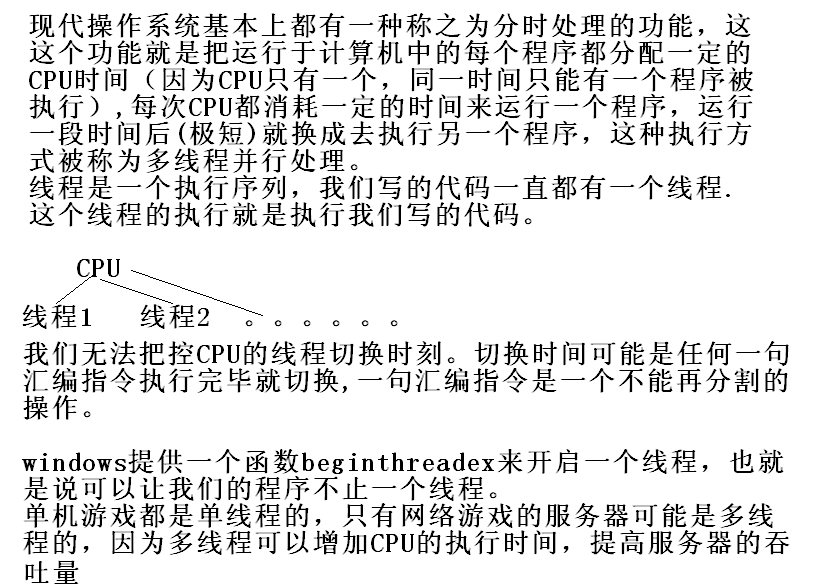 现代操作系统基本上都有一种称之为分时处理的功能，这
这个功能就是把运行于计算机中的每个程序都分配一定的
CPU时间（因为CPU只有一个，同一时间只能有一个程序被
执行）,每次CPU都消耗一定的时间来运行一个程序，运行
一段时间后(极短)就换成去执行另一个程序，这种执行方
式被称为多线程并行处理。
线程是一个执行序列，我们写的代码一直都有一个线程.
这个线程的执行就是执行我们写的代码。
CPU
线程1 线程2 。。。。。。
我们无法把控CPU的线程切换时刻。切换时间可能是任何一句
汇编指令执行完毕就切换,一句汇编指令是一个不能再分割的
操作。
windows提供一个函数beginthreadex来开启一个线程，也就
是说可以让我们的程序不止一个线程。
单机游戏都是单线程的，只有网络游戏的服务器可能是多线
程的，因为多线程可以增加CPU的执行时间，提高服务器的吞
吐量